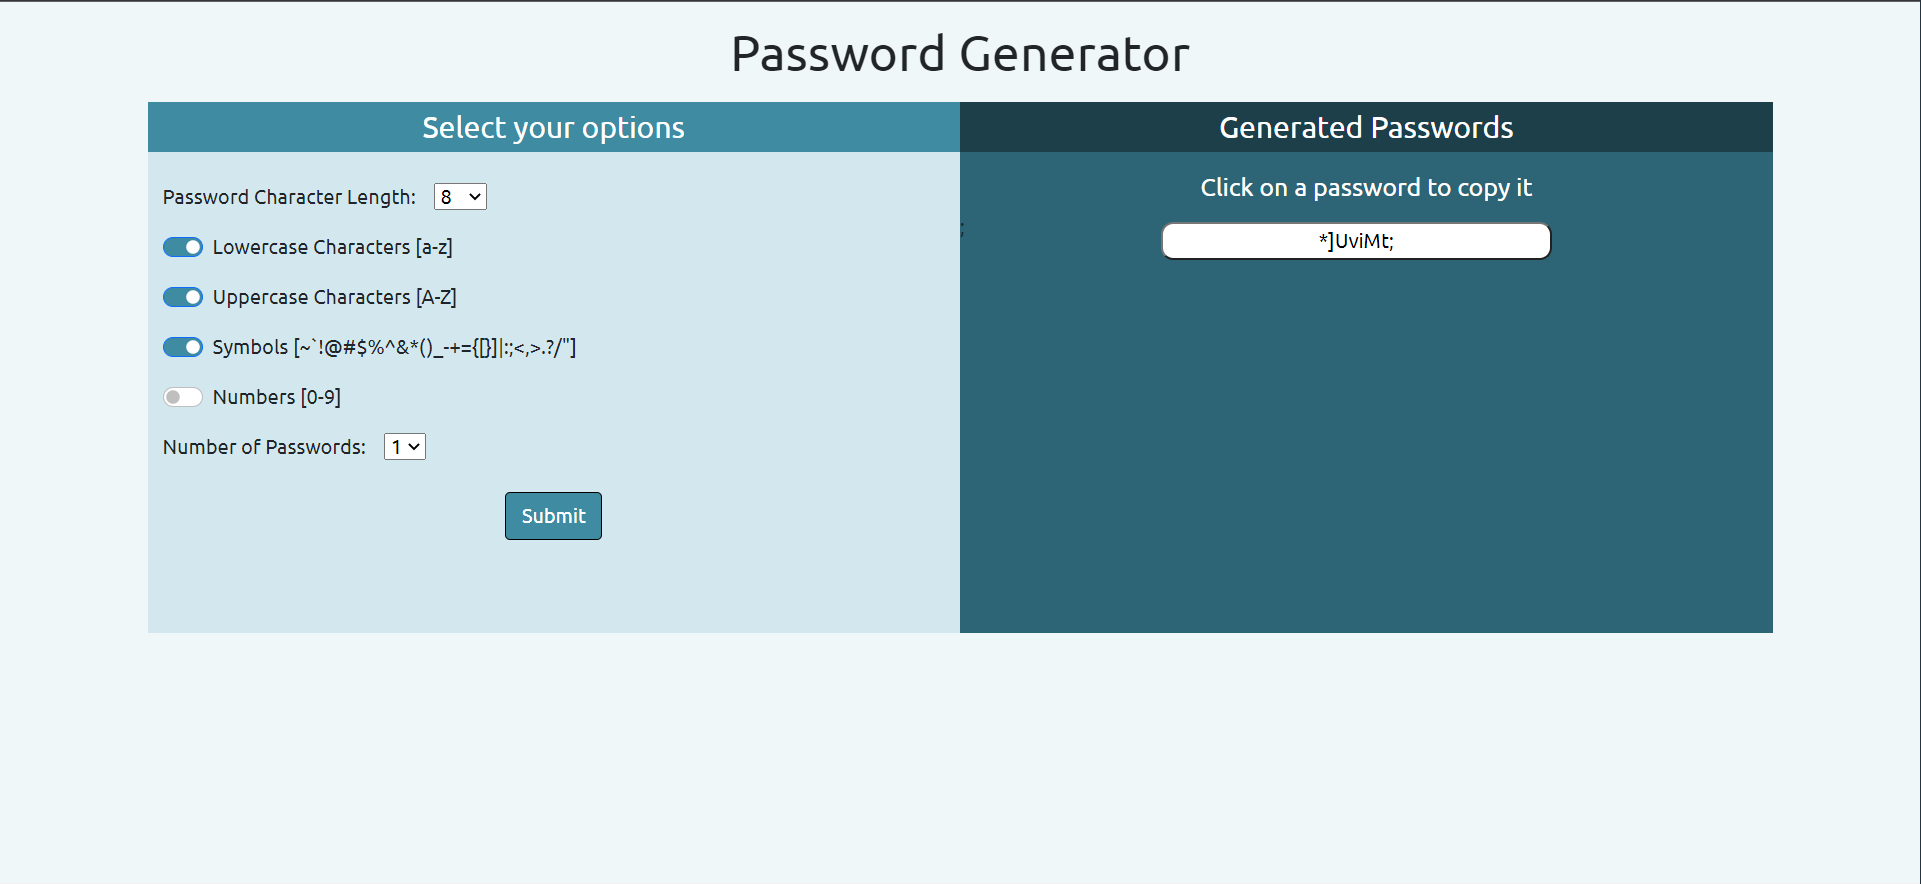 Password Generator
Select your options
Password Character Length: 8
Lowercase Characters [a-z]
Uppercase Characters [A-Z]
Symbols [~`!@#$%^&*()_-+={[}]|:;<,>.?/"]
Numbers [0-9]
Number of Passwords: 1
Submit
Generated Passwords
Click on a password to copy it
;
*]UviMt;